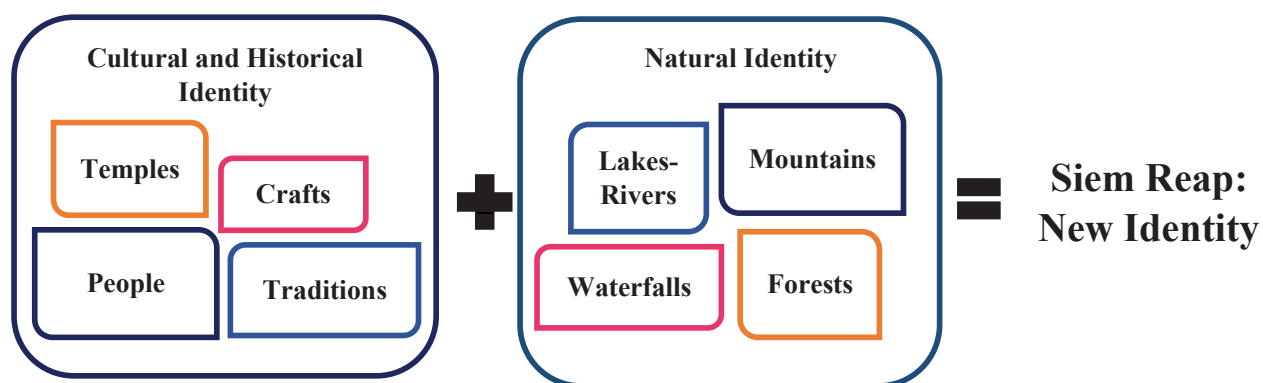 Cultural and Historical
Identity
Temples
Crafts
People
Traditions
Natural Identity
Lakes-
Rivers
Mountains
Waterfalls
Forests
Siem Reap:
New Identity